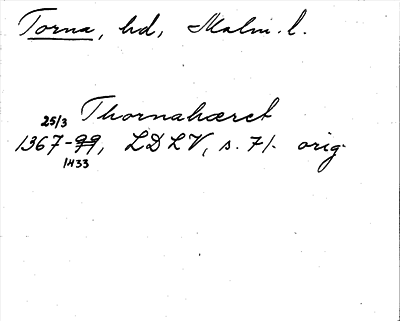 Torna, hd, Malm. l.
25/3 Thornahæret
1367-99, LDLV, s. 71. orig.
1433